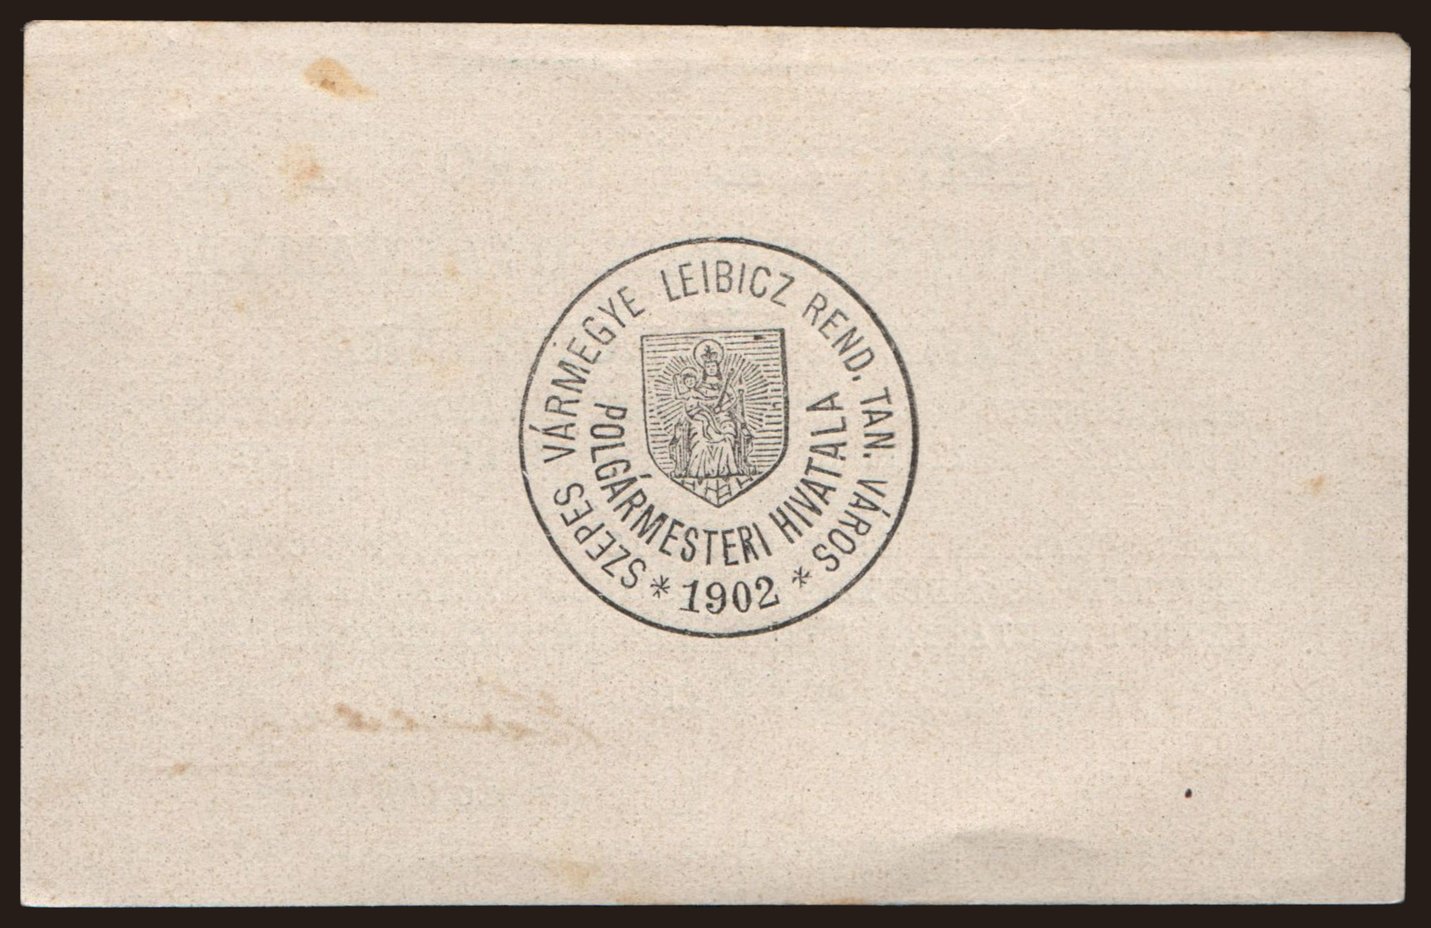 SZEPES VÁRMEGYE LEIBICZ REND. TAN. VÁROS
POLGÁRMESTERI HIVATALA
* 1902 *